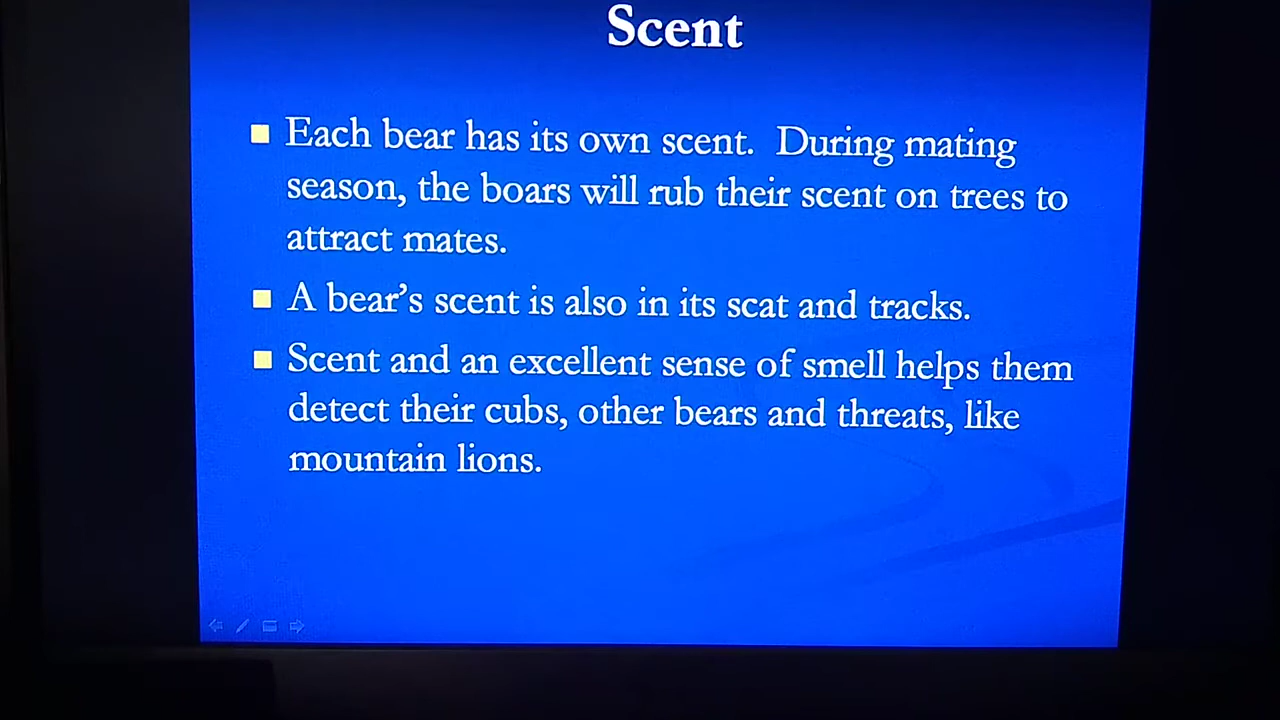 Scent
Each bear has its own scent. During mating
season, the boars will rub their scent on trees to
attract mates.
A bear’s scent is also in its scat and tracks.
Scent and an excellent sense of smell helps them
detect their cubs, other bears and threats, like
mountain lions.